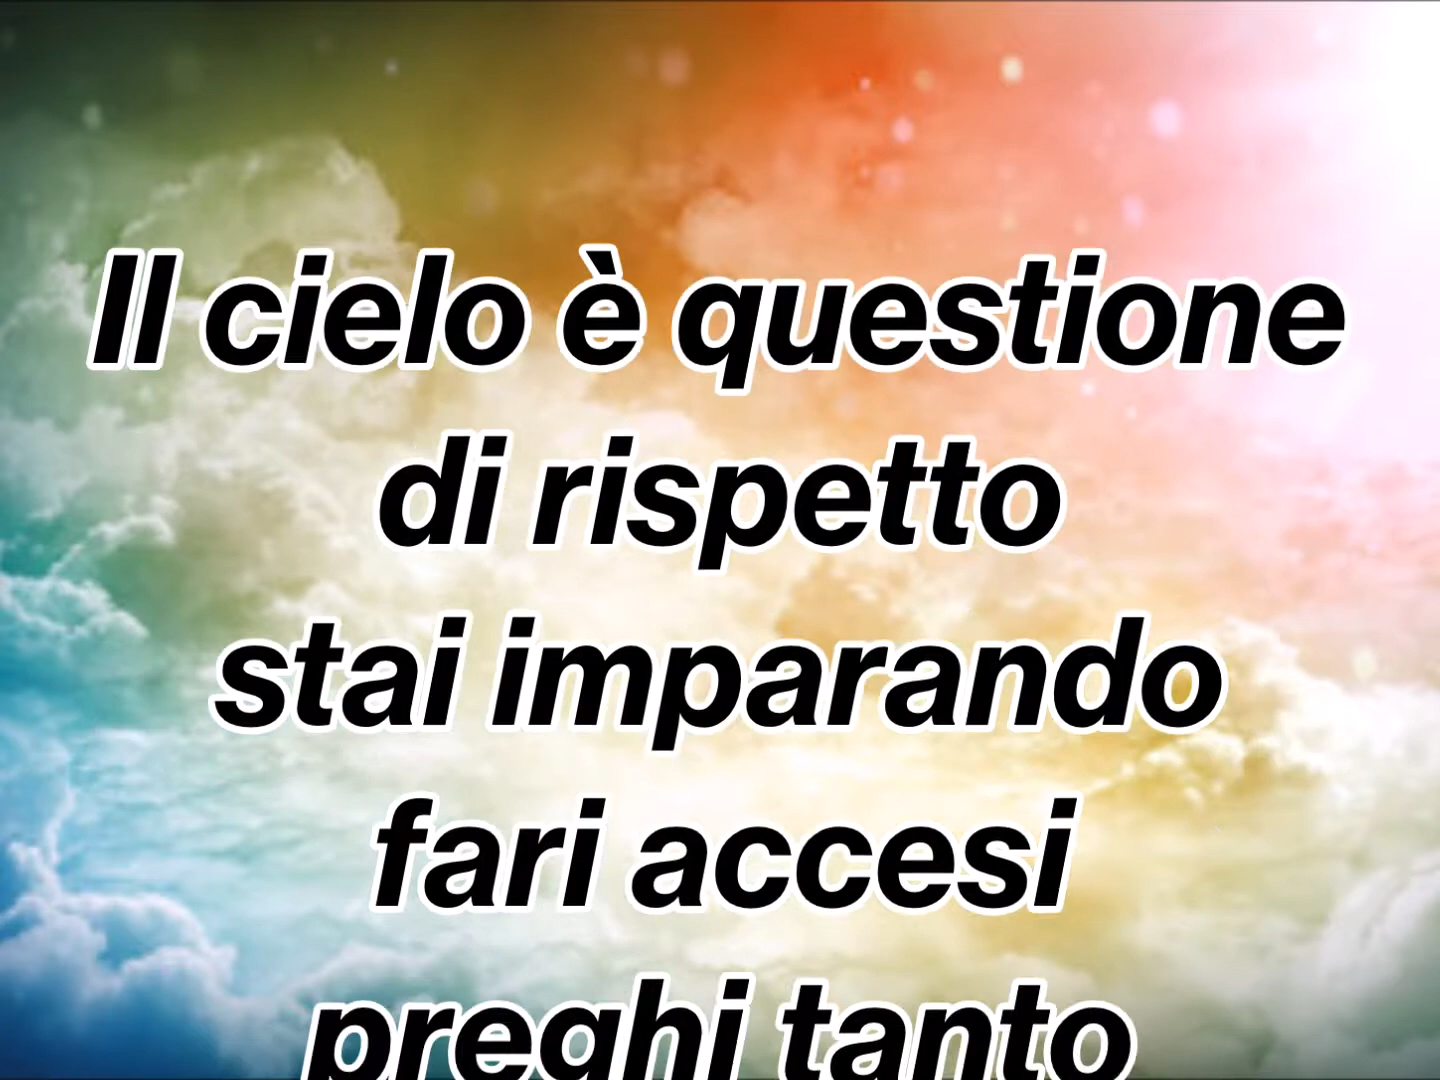 Il cielo è questione
di rispetto
stai imparando
fari accesi
preghi tanto